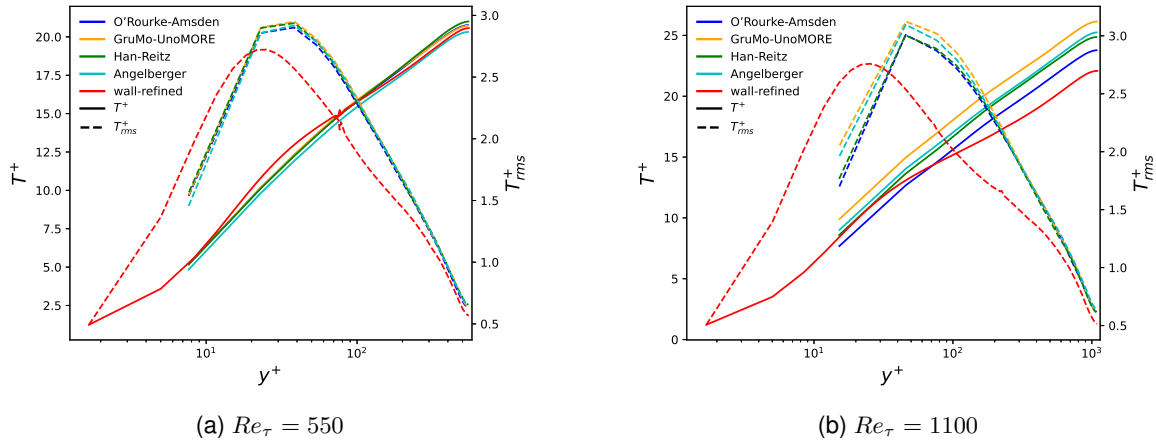 O'Rourke-Amsden
GruMo-UnoMORE
Han-Reitz
Angelberger
wall-refined
T⁺
T⁺rms
20.0
17.5
15.0
12.5
10.0
7.5
5.0
2.5
T⁺
3.0
2.5
2.0
1.5
1.0
0.5
T⁺rms
10¹
10²
y⁺
(a) Reτ = 550
O'Rourke-Amsden
GruMo-UnoMORE
Han-Reitz
Angelberger
wall-refined
T⁺
T⁺rms
25
20
15
10
5
0
T⁺
3.0
2.5
2.0
1.5
1.0
0.5
T⁺rms
10¹
10²
10³
y⁺
(b) Reτ = 1100